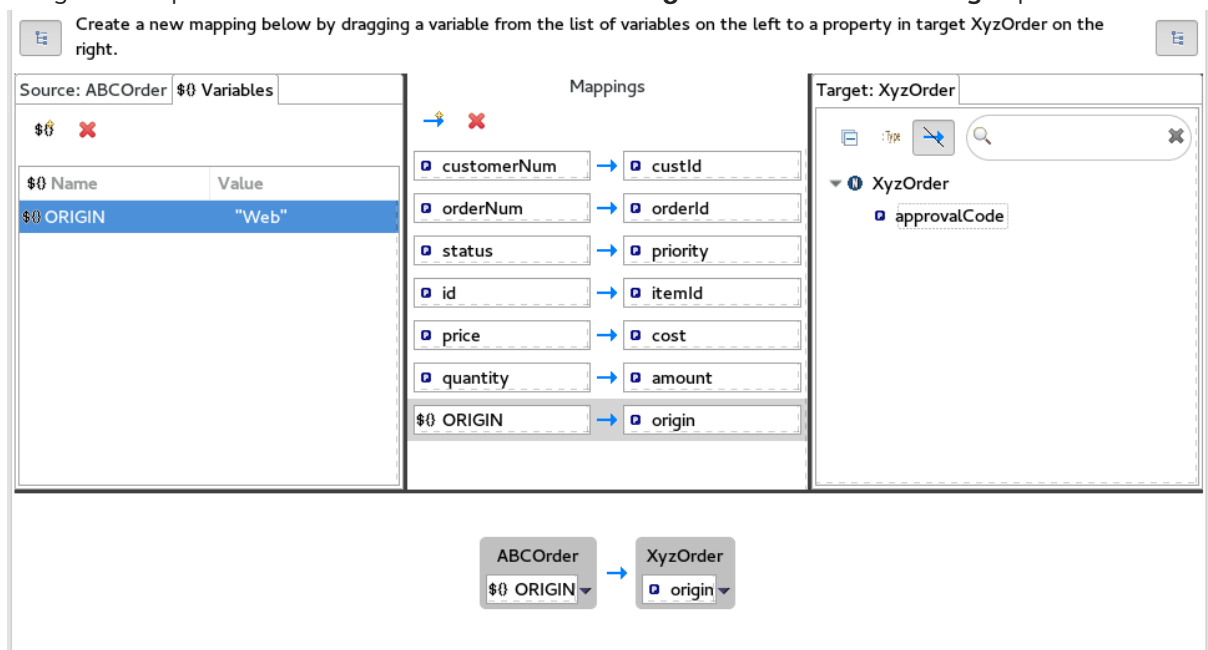 Create a new mapping below by dragging a variable from the list of variables on the left to a property in target XyzOrder on the
right.
Source: ABCOrder
${} Variables
${}
${} Name Value
${} ORIGIN "Web"
Mappings
customerNum → custId
orderNum → orderId
status → priority
id → itemId
price → cost
quantity → amount
${} ORIGIN → origin
Target: XyzOrder
:Type
N XyzOrder
P approvalCode
ABCOrder → XyzOrder
${} ORIGIN origin